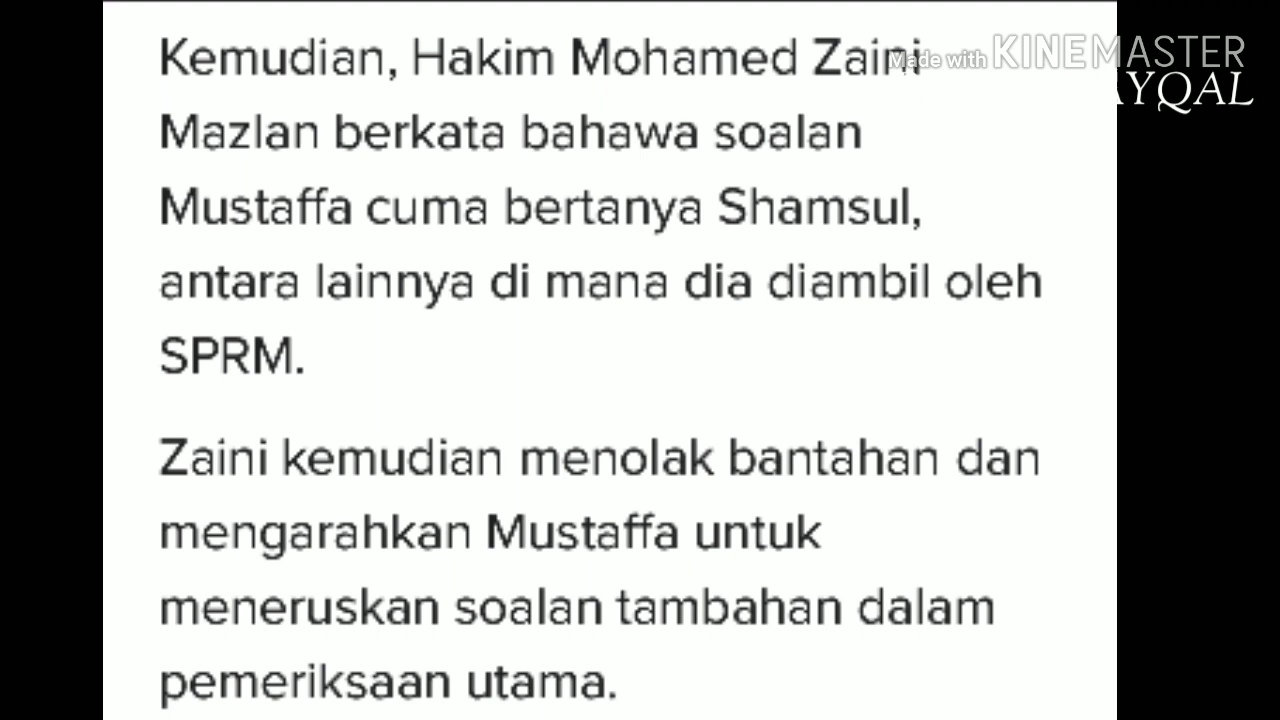 Kemudian, Hakim Mohamed Zaini
Made with KINEMASTER
AYQAL
Mazlan berkata bahawa soalan
Mustaffa cuma bertanya Shamsul,
antara lainnya di mana dia diambil oleh
SPRM.
Zaini kemudian menolak bantahan dan
mengarahkan Mustaffa untuk
meneruskan soalan tambahan dalam
pemeriksaan utama.